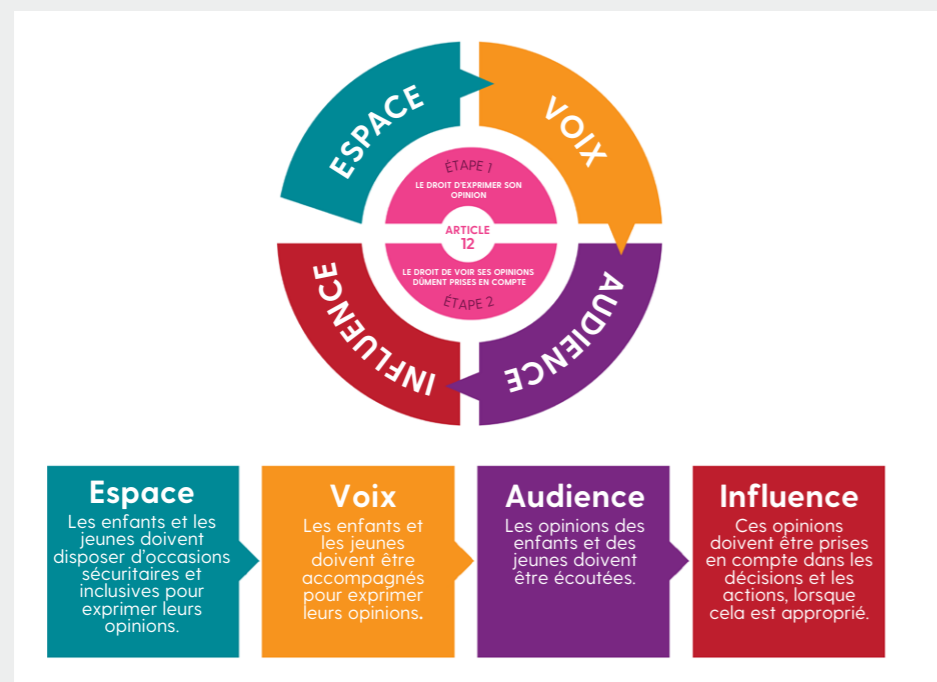 ESPACE
VOIX
ÉTAPE 1
LE DROIT D'EXPRIMER SON
OPINION
ARTICLE
12
LE DROIT DE VOIR SES OPINIONS
DÛMENT PRISES EN COMPTE
ÉTAPE 2
AUDIENCE
INFLUENCE
Espace
Les enfants et les
jeunes doivent
disposer d'occasions
sécuritaires et
inclusives pour
exprimer leurs
opinions.
Voix
Les enfants et
les jeunes
doivent être
accompagnés
pour exprimer
leurs opinions.
Audience
Les opinions des
enfants et des
jeunes doivent
être écoutées.
Influence
Ces opinions
doivent être prises
en compte dans les
décisions et les
actions, lorsque
cela est approprié.